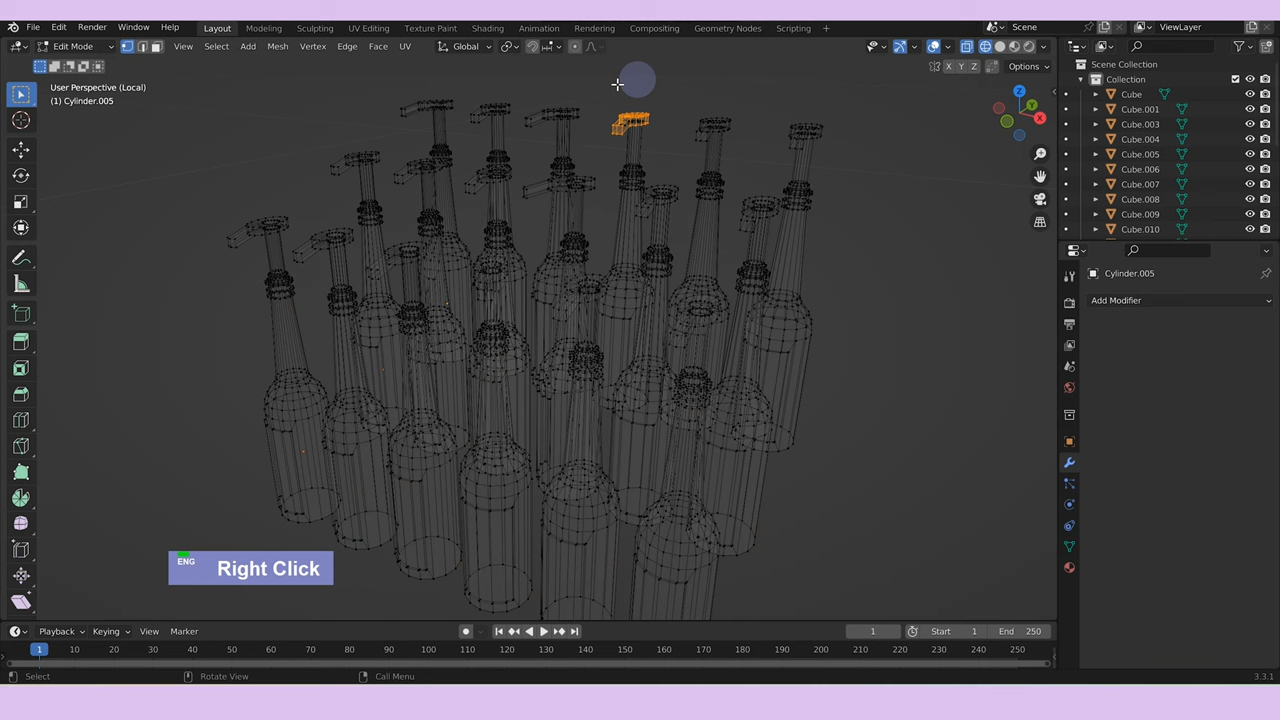 File Edit Render Window Help Layout Modeling Sculpting UV Editing Texture Paint Shading Animation Rendering Compositing Geometry Nodes Scripting Scene ViewLayer
Edit Mode View Select Add Mesh Vertex Edge Face UV Global
X Y Z Options
User Perspective (Local)
(1) Cylinder.005
Z
Y
X
Scene Collection
Collection
Cube
Cube.001
Cube.003
Cube.004
Cube.005
Cube.006
Cube.007
Cube.008
Cube.009
Cube.010
Cylinder.005
Add Modifier
ENG Right Click
Playback Keying View Marker 1 Start 1 End 250
1 10 20 30 40 50 60 70 80 90 100 110 120 130 140 150 160 170 180 190 200 210 220 230 240 250
Select Rotate View Call Menu 3.3.1